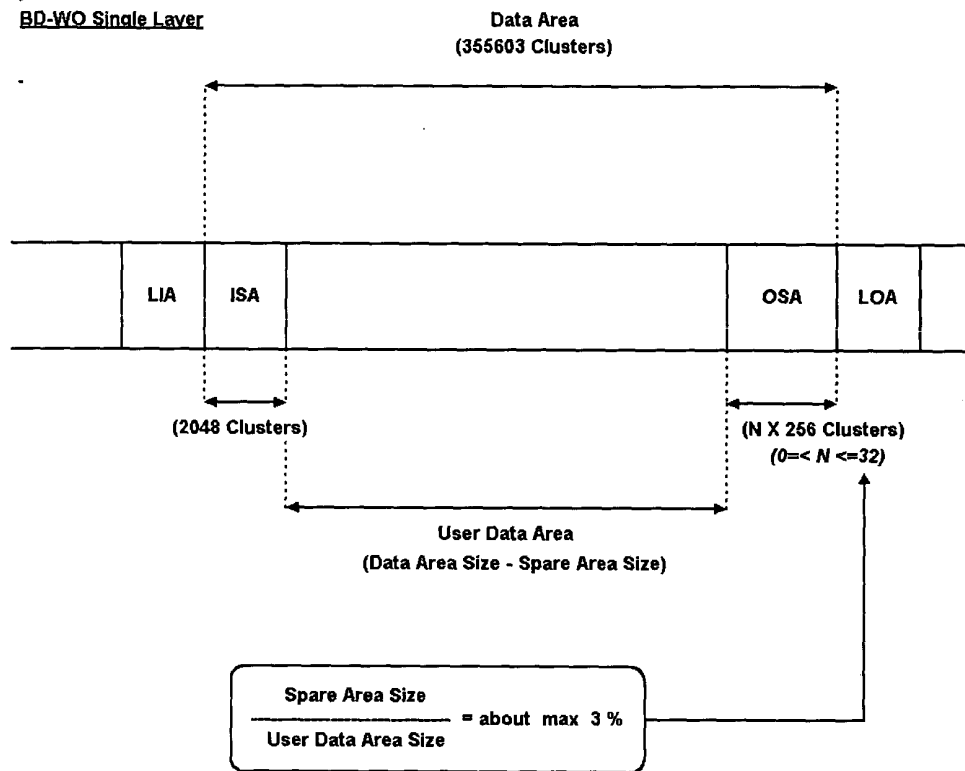 BD-WO Single Layer
Data Area
(355603 Clusters)
LIA
ISA
OSA
LOA
(2048 Clusters)
(N X 256 Clusters)
(0=< N <=32)
User Data Area
(Data Area Size - Spare Area Size)
Spare Area Size
= about max 3 %
User Data Area Size